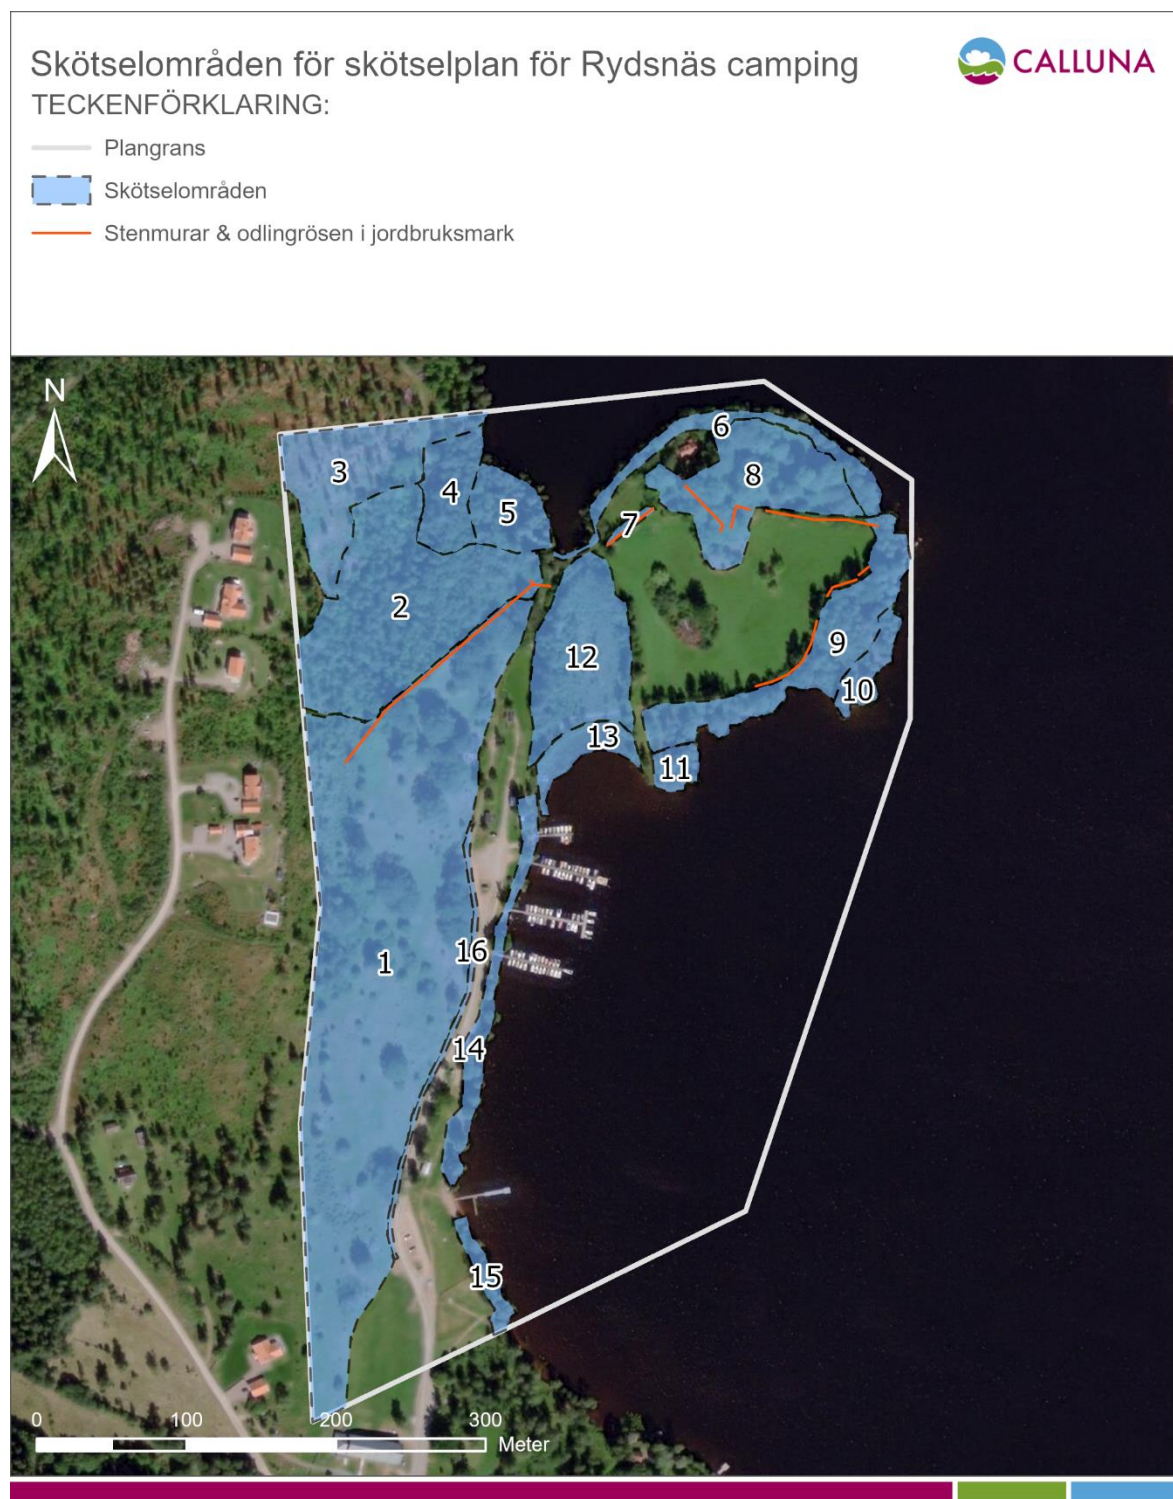 Skötselområden för skötselplan för Rydsnäs camping
CALLUNA
TECKENFÖRKLARING:
Plangrans
Skötselområden
Stenmurar & odlingrösen i jordbruksmark
N
6
3
8
4
5
7
2
9
12
10
13
11
16
1
14
15
0 100 200 300
Meter